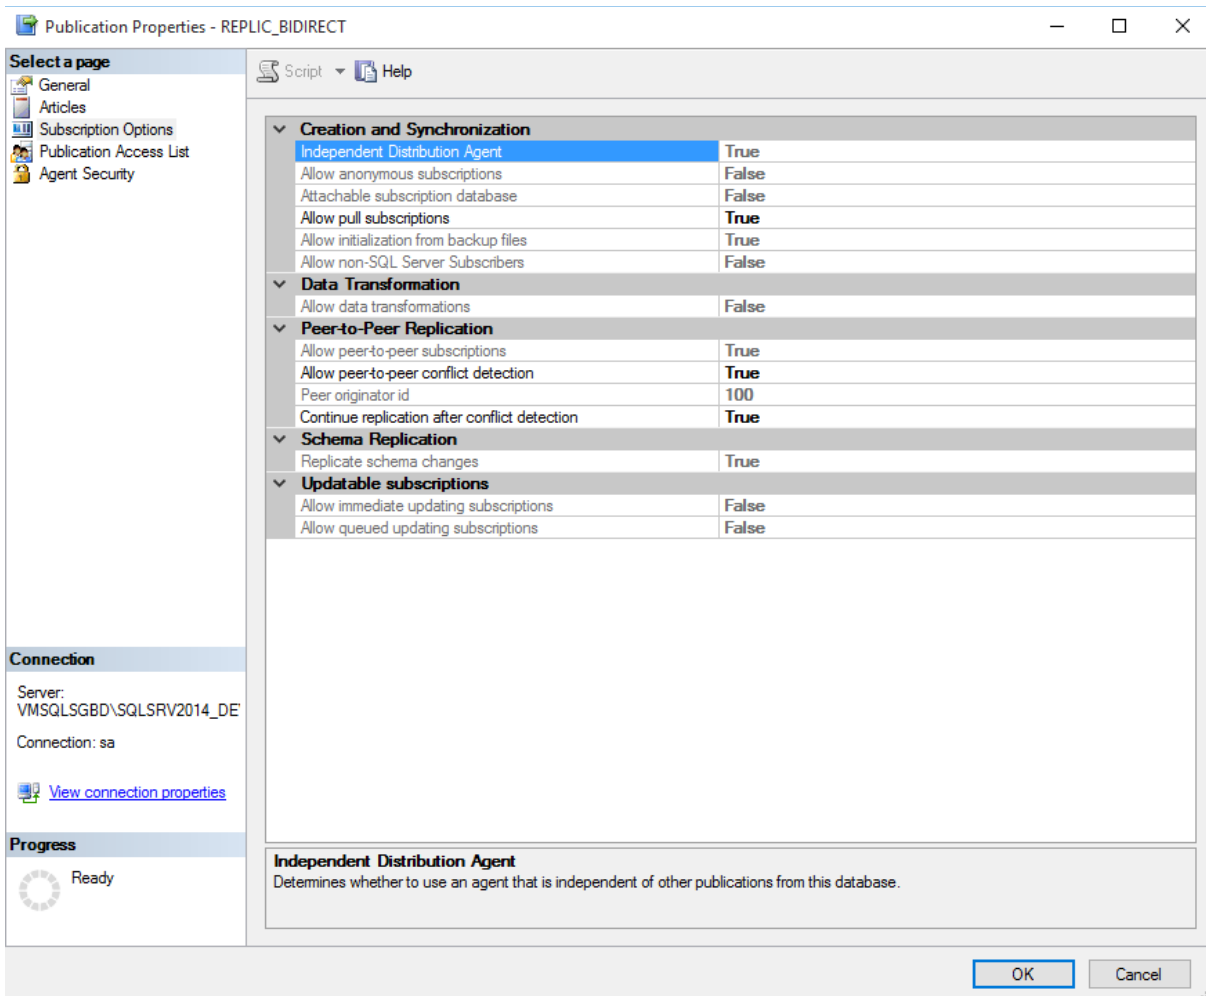 Publication Properties - REPLIC_BIDIRECT
Select a page
General
Articles
Subscription Options
Publication Access List
Agent Security
Script Help
Creation and Synchronization
Independent Distribution Agent True
Allow anonymous subscriptions False
Attachable subscription database False
Allow pull subscriptions True
Allow initialization from backup files True
Allow non-SQL Server Subscribers False
Data Transformation
Allow data transformations False
Peer-to-Peer Replication
Allow peer-to-peer subscriptions True
Allow peer-to-peer conflict detection True
Peer originator id 100
Continue replication after conflict detection True
Schema Replication
Replicate schema changes True
Updatable subscriptions
Allow immediate updating subscriptions False
Allow queued updating subscriptions False
Connection
Server:
VMSQLSGBD\SQLSRV2014_DE
Connection: sa
View connection properties
Progress
Ready
Independent Distribution Agent
Determines whether to use an agent that is independent of other publications from this database.
OK Cancel